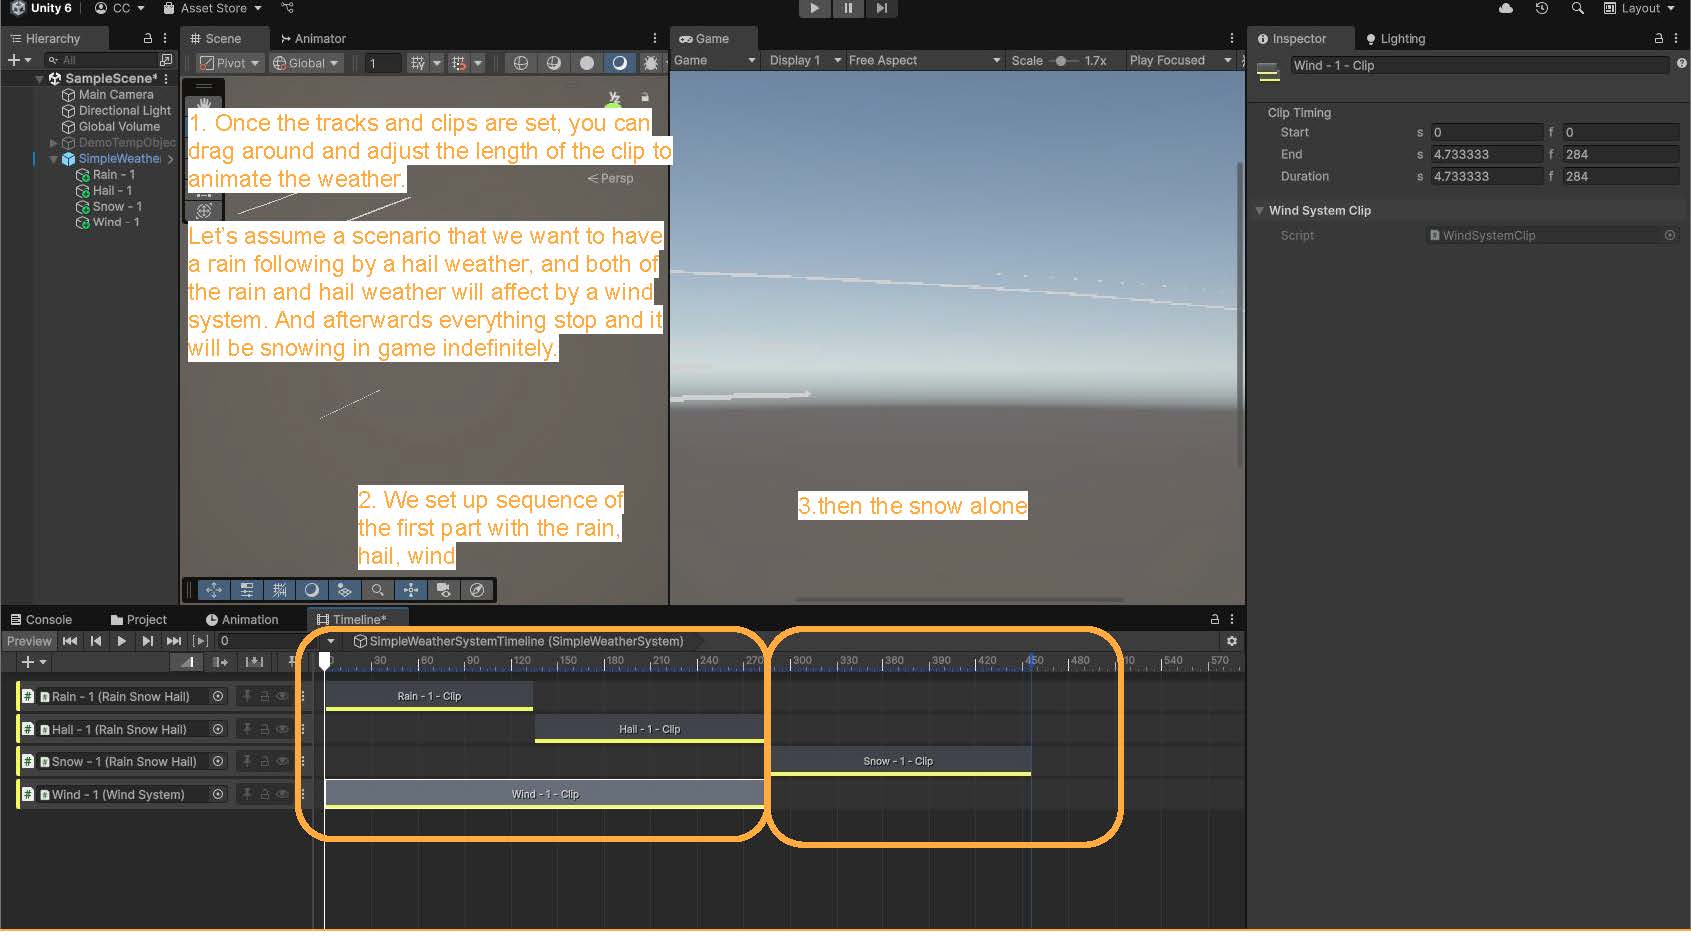 Unity 6 CC Asset Store Layout
Hierarchy
All
SampleScene*
Main Camera
Directional Light
Global Volume
DemoTempObjec
SimpleWeather
Rain - 1
Hail - 1
Snow - 1
Wind - 1
Scene Animator
Pivot Global 1
Persp
1. Once the tracks and clips are set, you can
drag around and adjust the length of the clip to
animate the weather.
Let's assume a scenario that we want to have
a rain following by a hail weather, and both of
the rain and hail weather will affect by a wind
system. And afterwards everything stop and it
will be snowing in game indefinitely.
2. We set up sequence of
the first part with the rain,
hail, wind
Game
Game Display 1 Free Aspect Scale 1.7x Play Focused
3.then the snow alone
Inspector Lighting
Wind - 1 - Clip
Clip Timing
Start s 0 f 0
End s 4.733333 f 284
Duration s 4.733333 f 284
Wind System Clip
Script WindSystemClip
Console Project Animation Timeline*
Preview 0 SimpleWeatherSystemTimeline (SimpleWeatherSystem)
30 60 90 120 150 180 210 240 270 300 330 360 390 420 450 480 540 570
Rain - 1 (Rain Snow Hail) Rain - 1 - Clip
Hail - 1 (Rain Snow Hail) Hail - 1 - Clip
Snow - 1 (Rain Snow Hail) Snow - 1 - Clip
Wind - 1 (Wind System) Wind - 1 - Clip